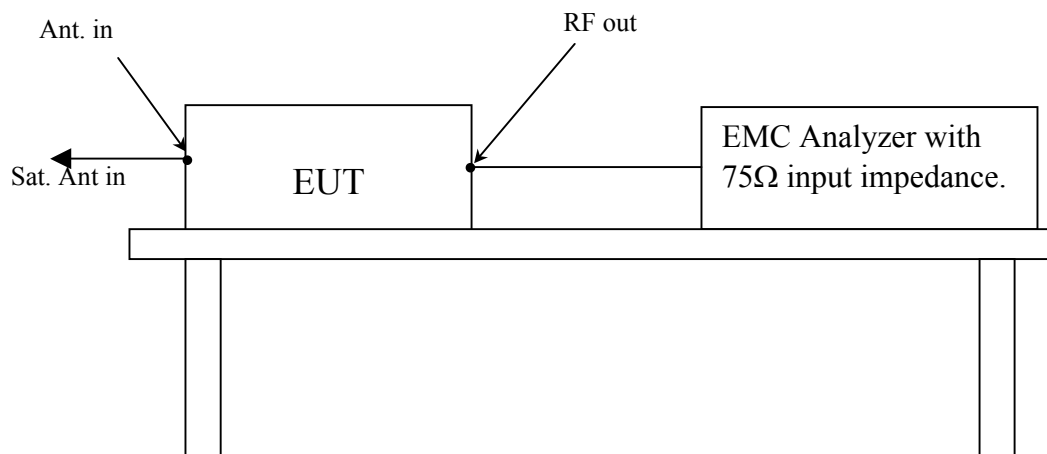 Ant. in
RF out
Sat. Ant in
EUT
EMC Analyzer with
75Ω input impedance.